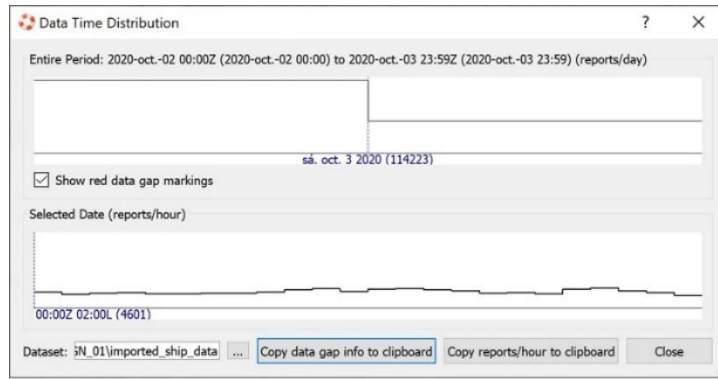 Data Time Distribution
Entire Period: 2020-oct.-02 00:00Z (2020-oct.-02 00:00) to 2020-oct.-03 23:59Z (2020-oct.-03 23:59) (reports/day)
sá. oct. 3 2020 (114223)
Show red data gap markings
Selected Date (reports/hour)
00:00Z 02:00L (4601)
Dataset: GN_01\imported_ship_data ... Copy data gap info to clipboard Copy reports/hour to clipboard Close